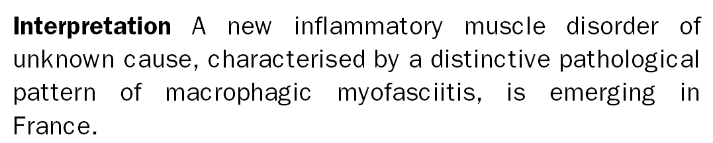 Interpretation A new inflammatory muscle disorder of
unknown cause, characterised by a distinctive pathological
pattern of macrophagic myofasciitis, is emerging in
France.